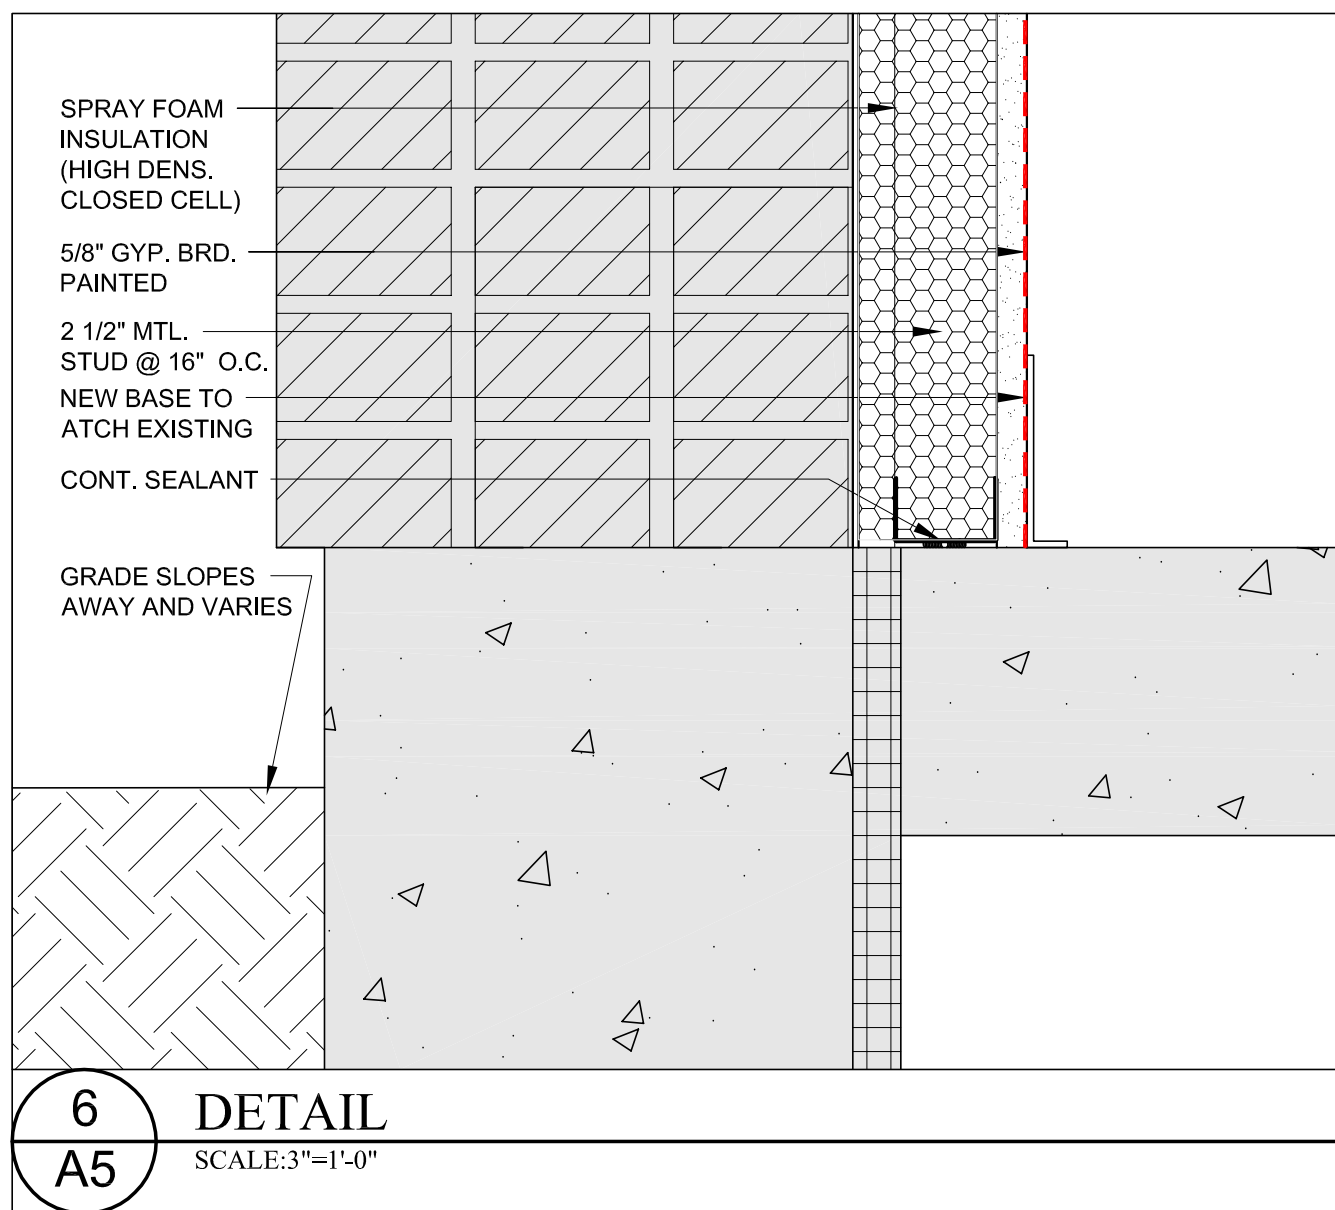 SPRAY FOAM
INSULATION
(HIGH DENS.
CLOSED CELL)
5/8" GYP. BRD.
PAINTED
2 1/2" MTL.
STUD @ 16" O.C.
NEW BASE TO
ATCH EXISTING
CONT. SEALANT
GRADE SLOPES
AWAY AND VARIES
6
A5
DETAIL
SCALE:3"=1'-0"